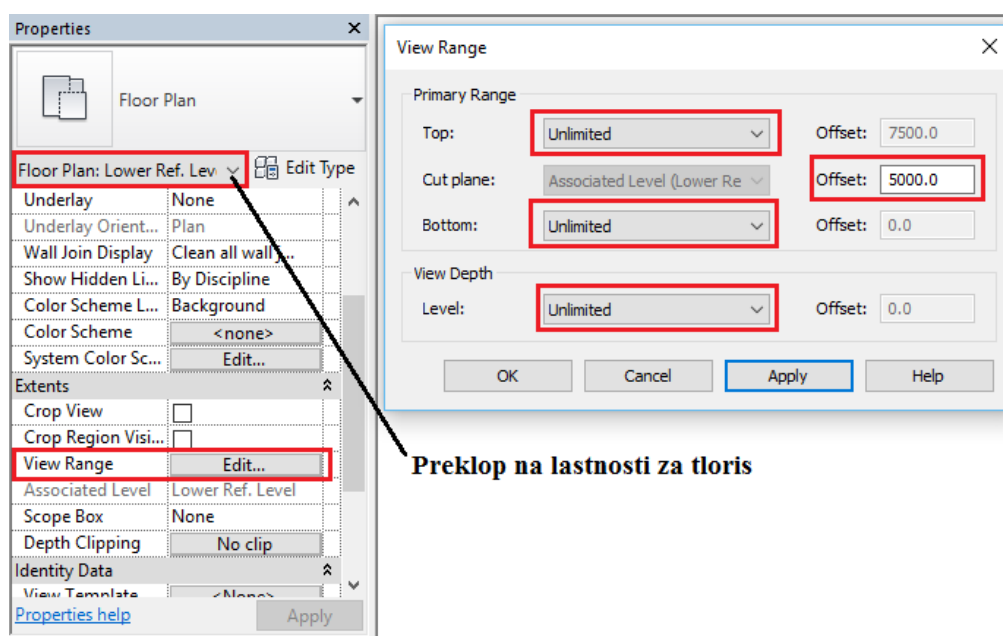 Properties
Floor Plan
Floor Plan: Lower Ref. Lev
Edit Type
Underlay None
Underlay Orient... Plan
Wall Join Display Clean all wall j...
Show Hidden Li... By Discipline
Color Scheme L... Background
Color Scheme <none>
System Color Sc... Edit...
Extents
Crop View
Crop Region Visi...
View Range Edit...
Associated Level Lower Ref. Level
Scope Box None
Depth Clipping No clip
Identity Data
View Template <None>
Properties help Apply
View Range
Primary Range
Top: Unlimited Offset: 7500.0
Cut plane: Associated Level (Lower Re Offset: 5000.0
Bottom: Unlimited Offset: 0.0
View Depth
Level: Unlimited Offset: 0.0
OK Cancel Apply Help
Preklop na lastnosti za tloris